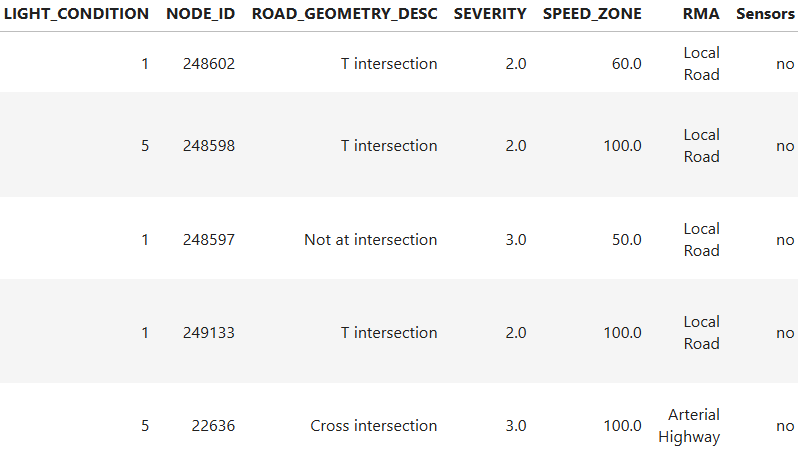 LIGHT_CONDITION NODE_ID ROAD_GEOMETRY_DESC SEVERITY SPEED_ZONE RMA Sensors
1 248602 T intersection 2.0 60.0 Local Road no
5 248598 T intersection 2.0 100.0 Local Road no
1 248597 Not at intersection 3.0 50.0 Local Road no
1 249133 T intersection 2.0 100.0 Local Road no
5 22636 Cross intersection 3.0 100.0 Arterial Highway no